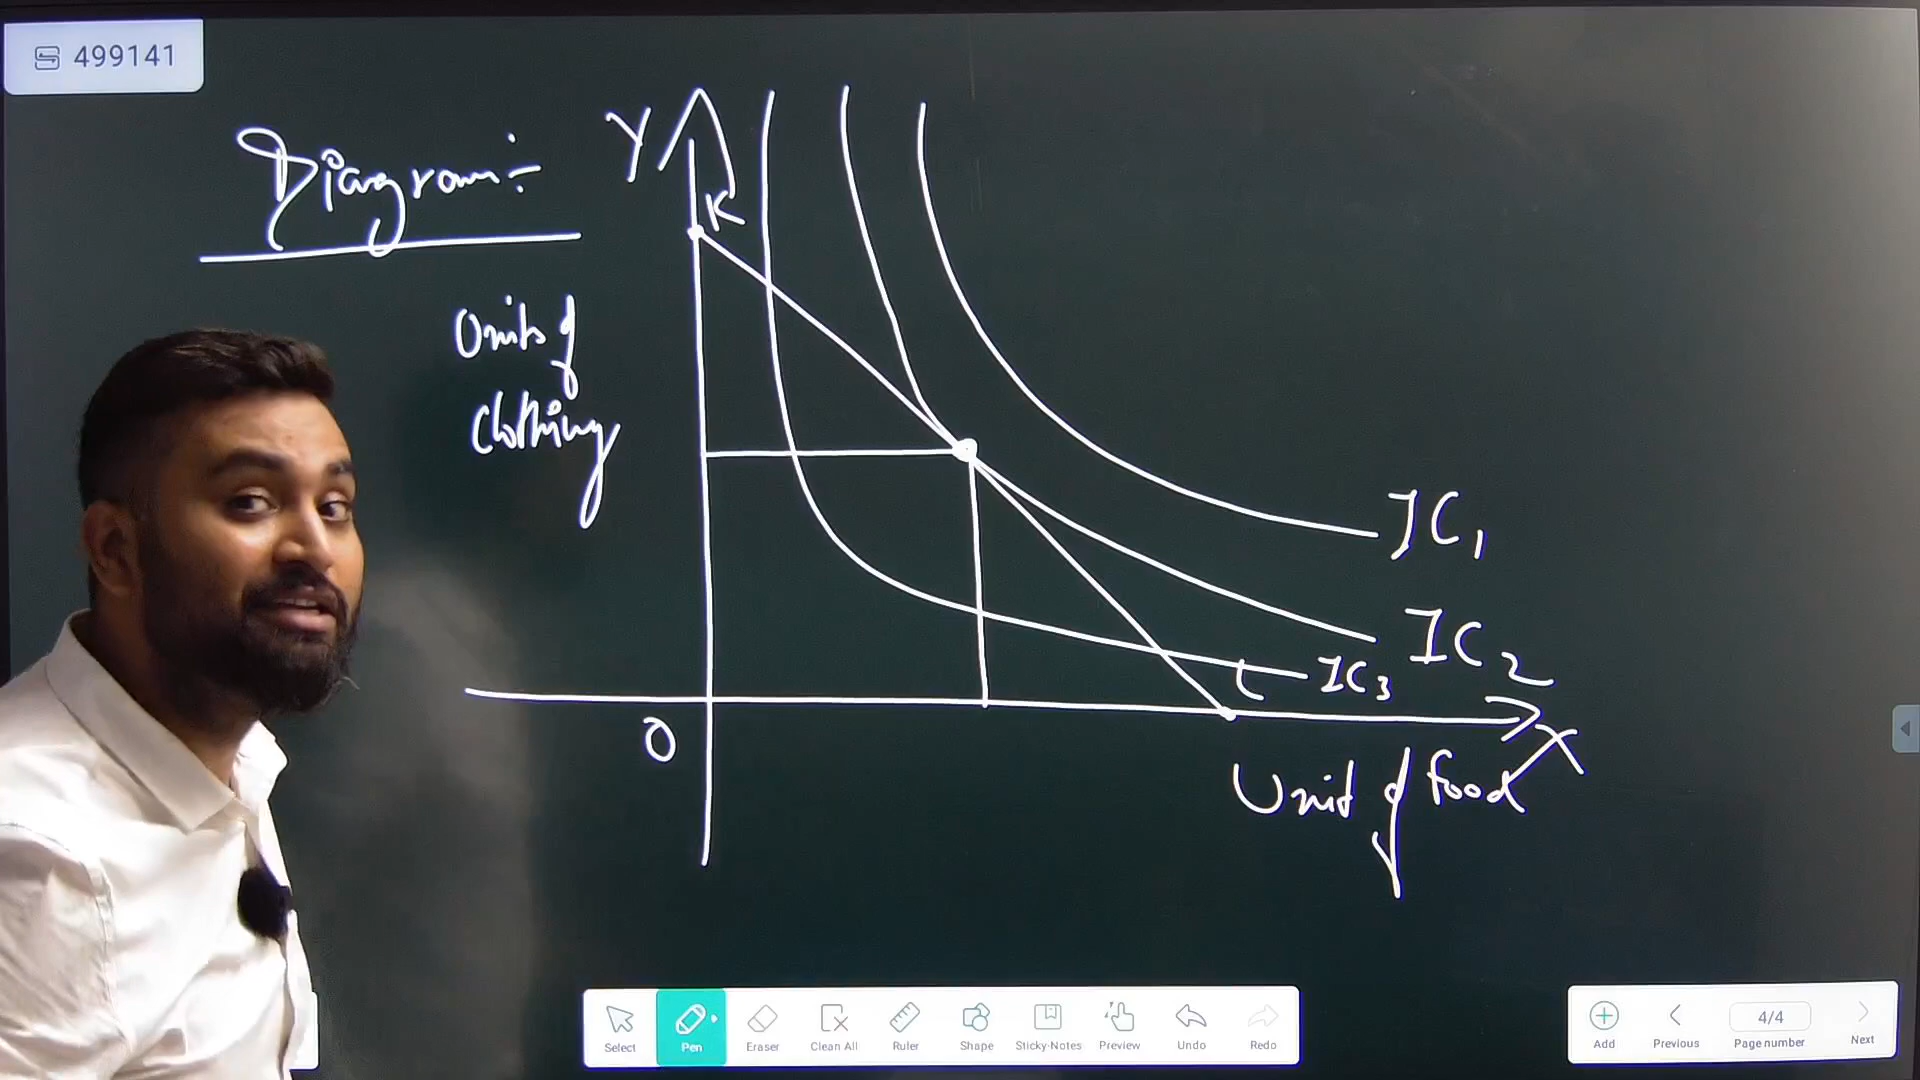 499141
Diagram:-
Y
K
Units of
Clothing
IC1
IC2
L
IC3
O
X
Unit of food
Select
Pen
Eraser
Clean All
Ruler
Shape
Sticky-Notes
Preview
Undo
Redo
Add
Previous
4/4
Page number
Next